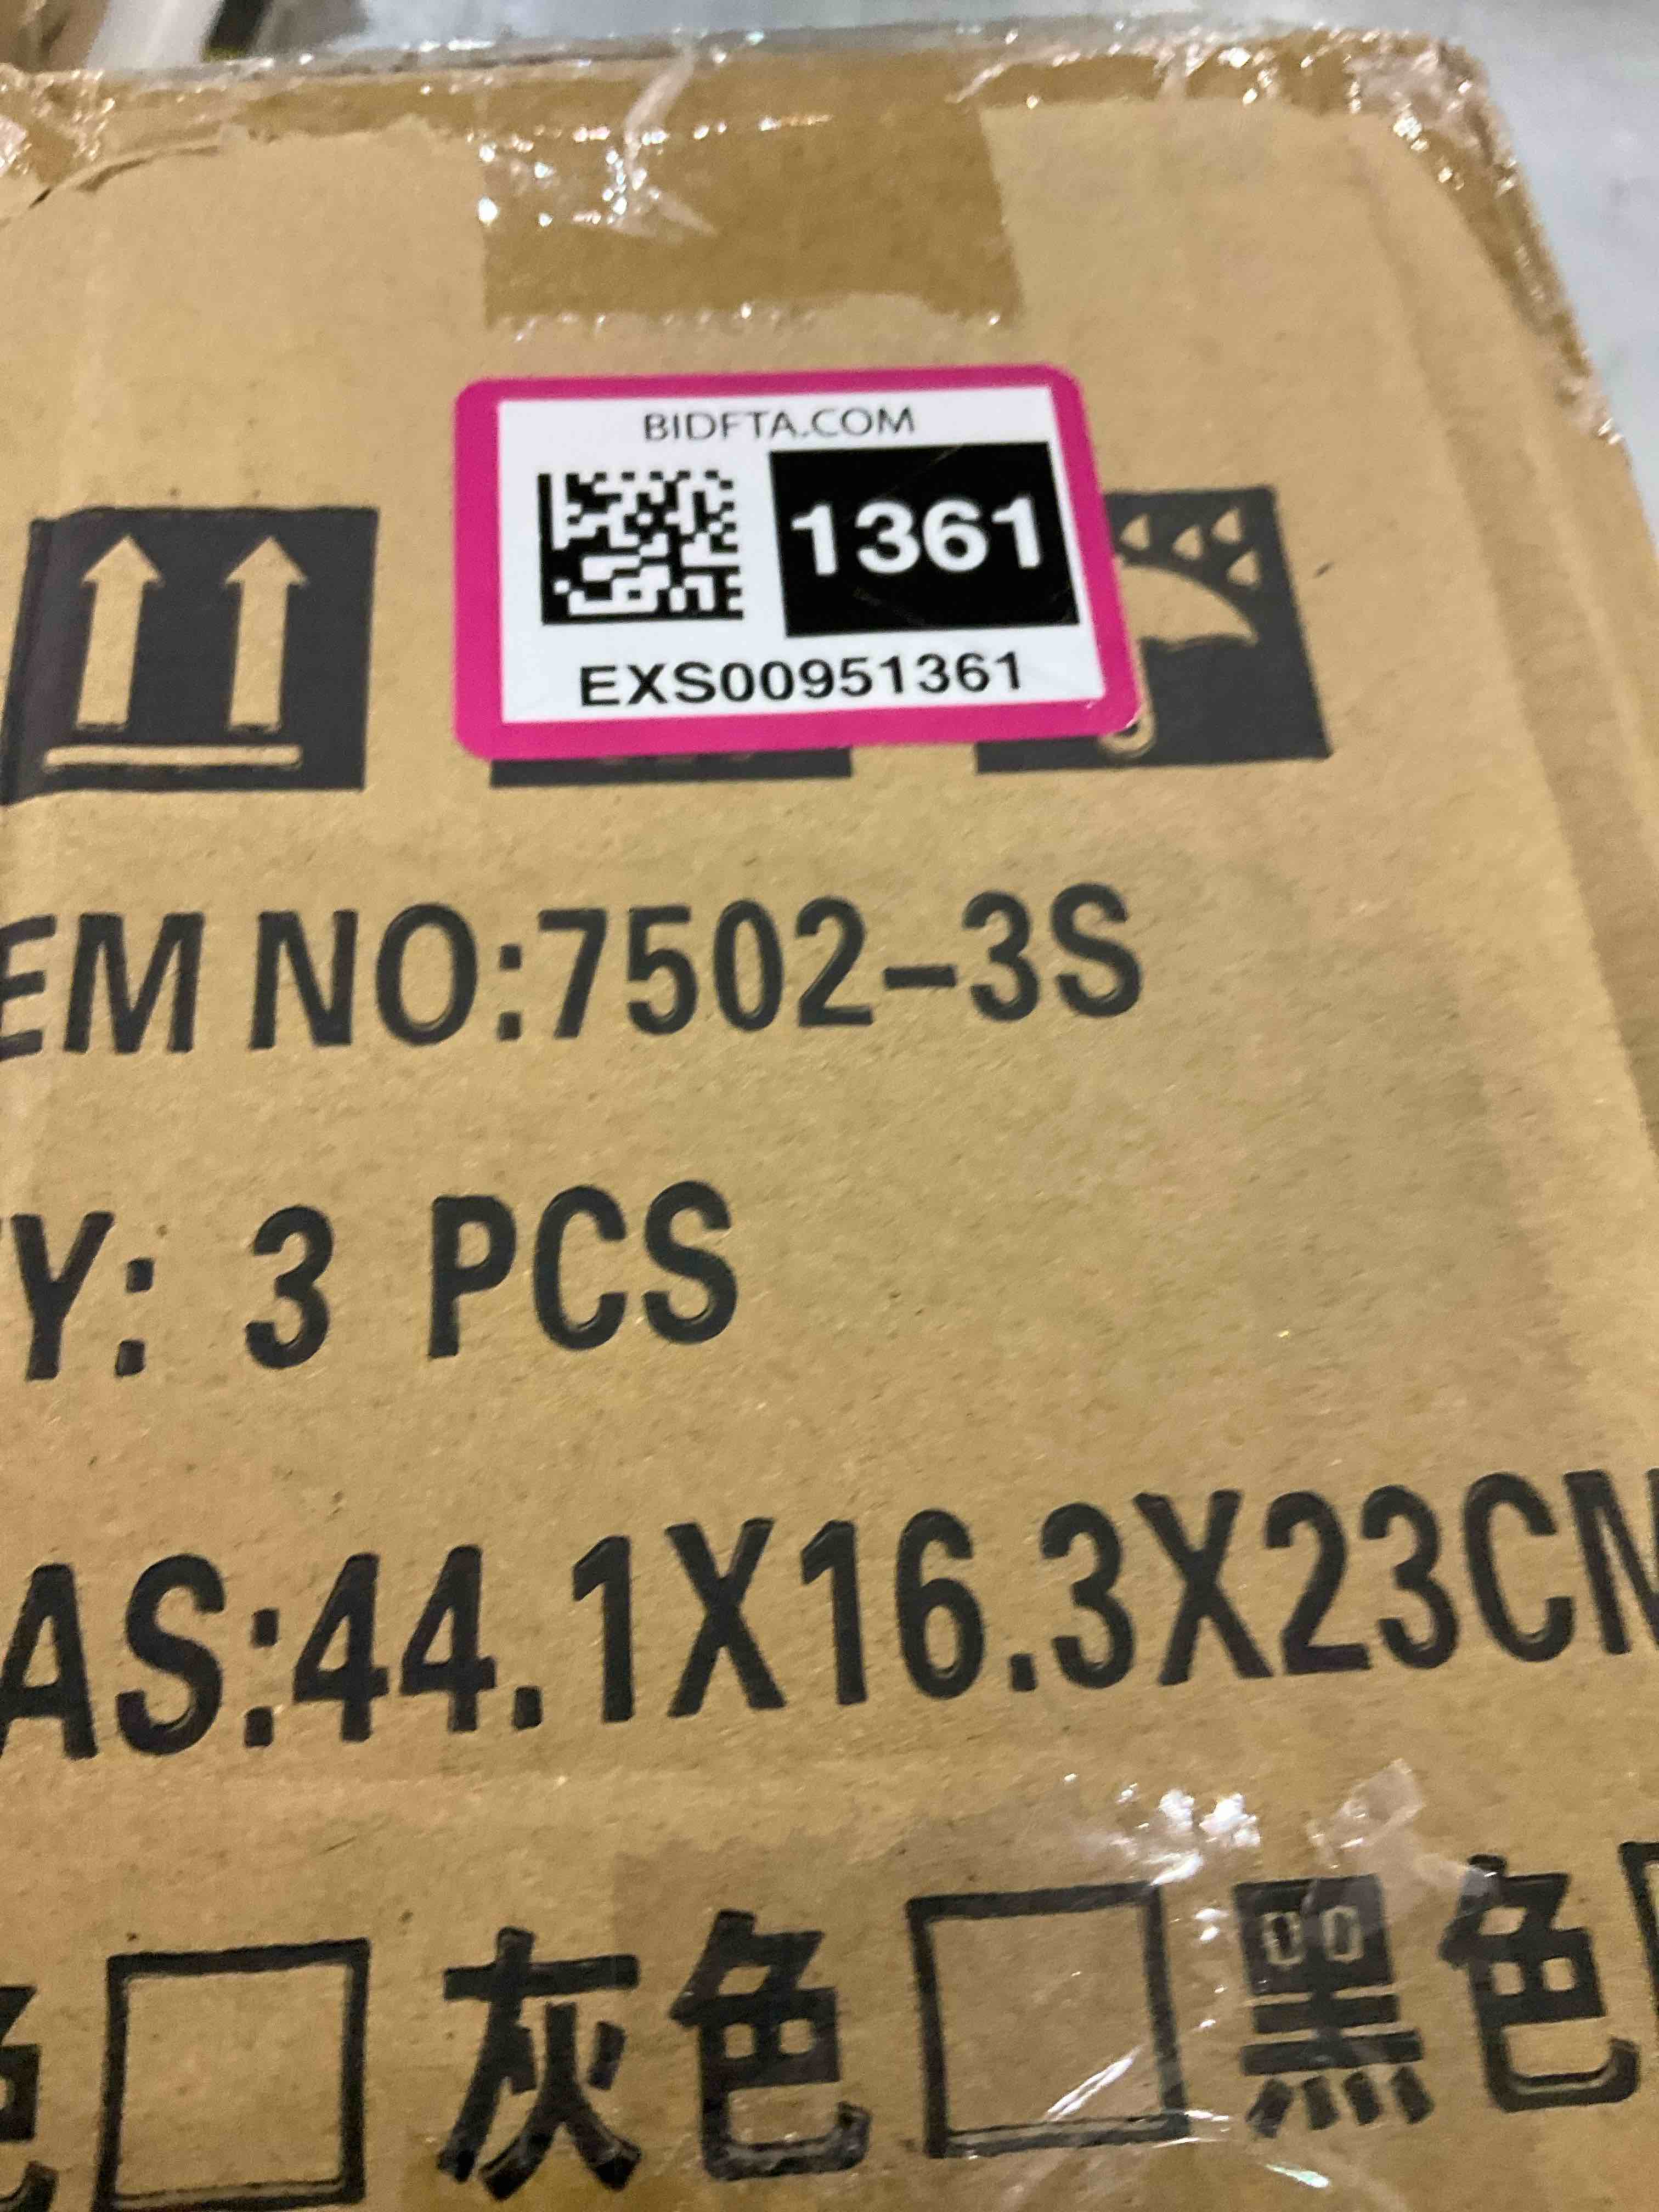 BIDFTA.COM
1361
EXS00951361
EM NO:7502-3S
Y: 3 PCS
AS:44.1X16.3X23CM
色 □ 灰色 □ 黑色